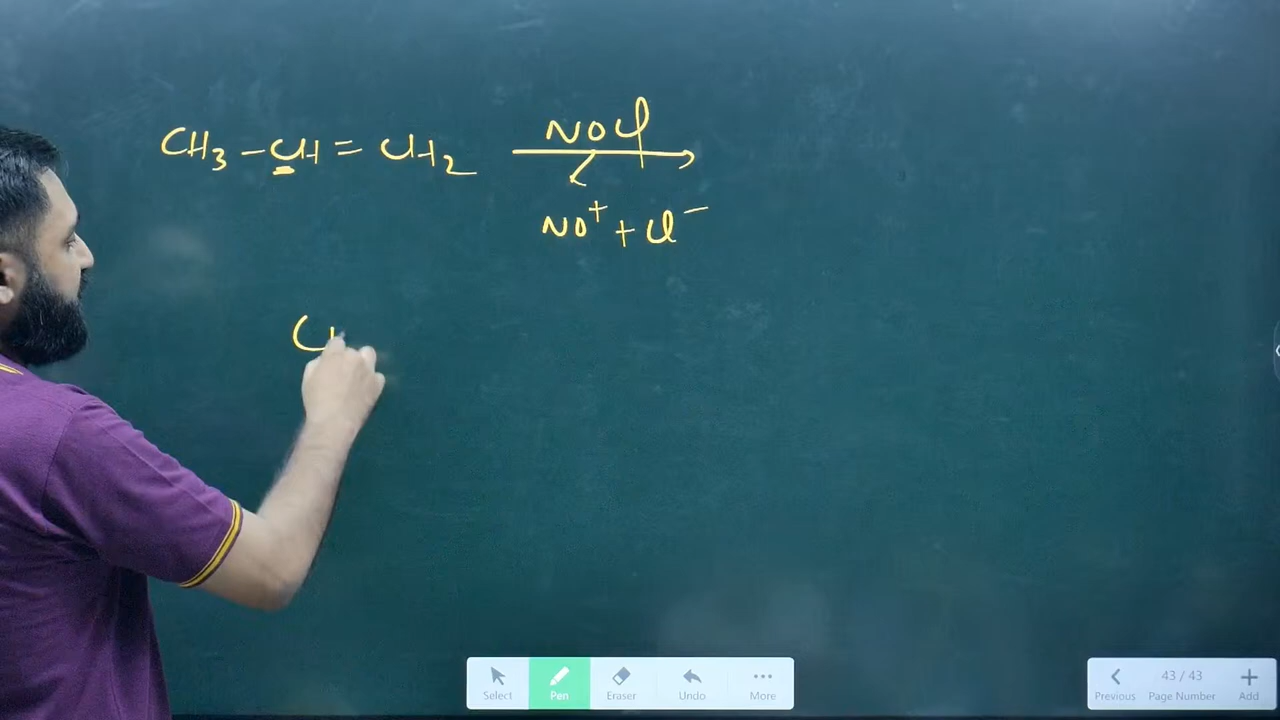 CH₃ – CH = CH₂ NOCl
NO⁺ + Cl⁻
C
Select Pen Eraser Undo More
Previous 43 / 43 Page Number Add